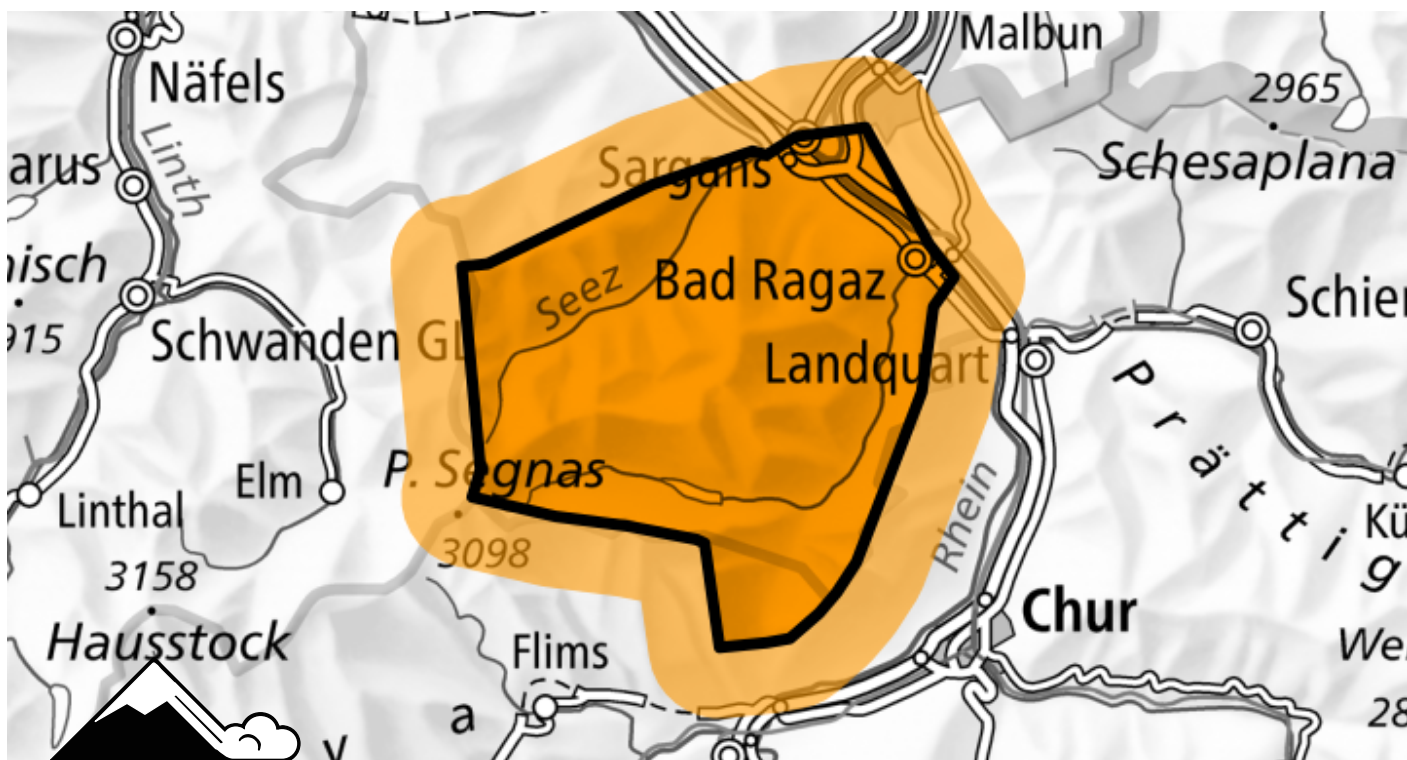 Malbun
Näfels
2965
Linth
arus
Sargans
Schesaplana
nisch
Seez
Bad Ragaz
915
Schwanden GL
Schier
Landquart
Prättig
P. Segnas
Elm
Linthal
Rhein
Kü
3098
3158
Chur
Hausstock
Flims
We
28
a
v